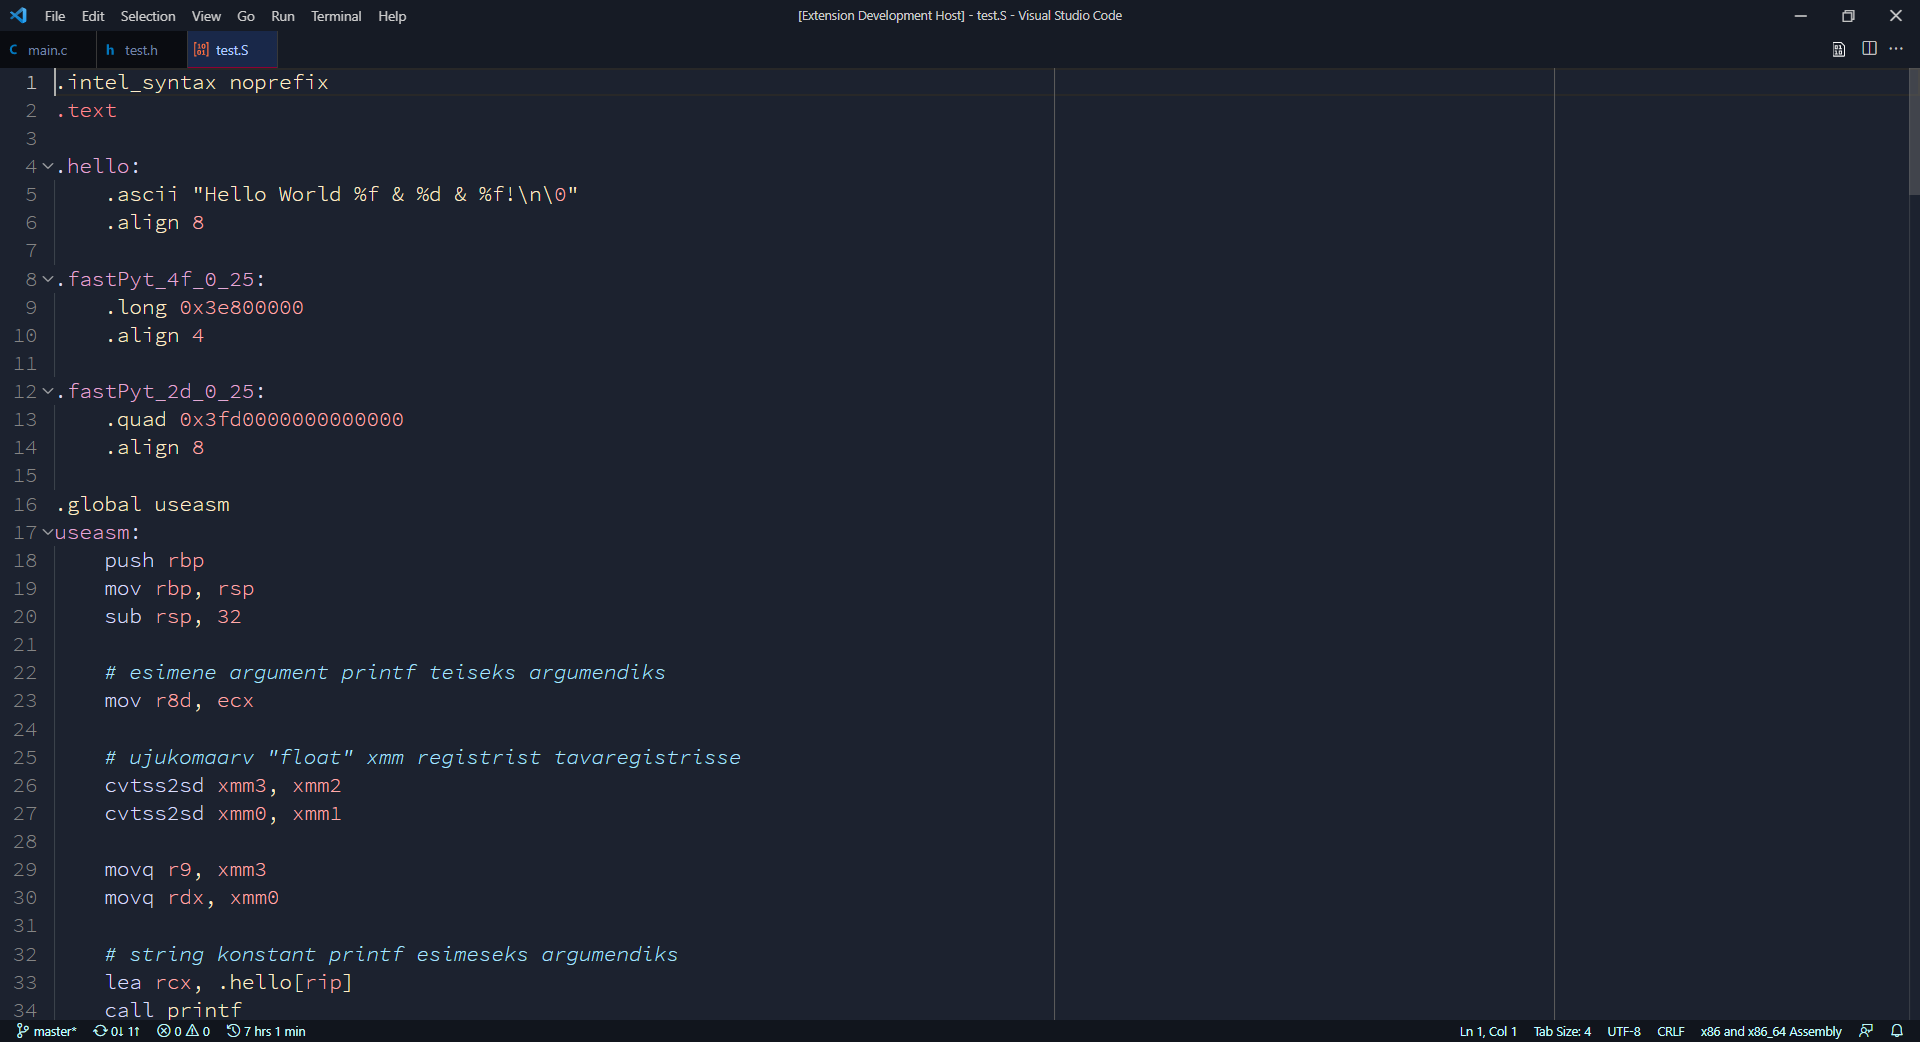 File Edit Selection View Go Run Terminal Help [Extension Development Host] - test.S - Visual Studio Code
C main.c h test.h test.S
1 .intel_syntax noprefix
2 .text
3
4 .hello:
5 .ascii "Hello World %f & %d & %f!\n\0"
6 .align 8
7
8 .fastPyt_4f_0_25:
9 .long 0x3e800000
10 .align 4
11
12 .fastPyt_2d_0_25:
13 .quad 0x3fd0000000000000
14 .align 8
15
16 .global useasm
17 useasm:
18 push rbp
19 mov rbp, rsp
20 sub rsp, 32
21
22 # esimene argument printf teiseks argumendiks
23 mov r8d, ecx
24
25 # ujukomaarv "float" xmm registrist tavaregistrisse
26 cvtss2sd xmm3, xmm2
27 cvtss2sd xmm0, xmm1
28
29 movq r9, xmm3
30 movq rdx, xmm0
31
32 # string konstant printf esimeseks argumendiks
33 lea rcx, .hello[rip]
34 call printf
master* 0↓ 1↑ 0 0 7 hrs 1 min Ln 1, Col 1 Tab Size: 4 UTF-8 CRLF x86 and x86_64 Assembly